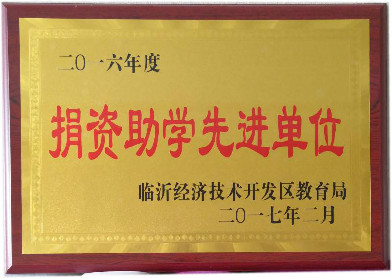 二〇一六年度
捐资助学先进单位
临沂经济技术开发区教育局
二〇一七年二月